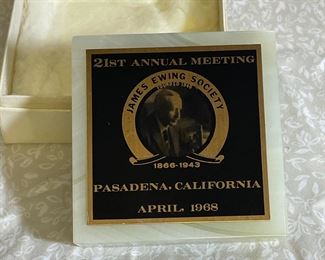 21ST ANNUAL MEETING
JAMES EWING SOCIETY
1866-1943
PASADENA, CALIFORNIA
APRIL, 1968